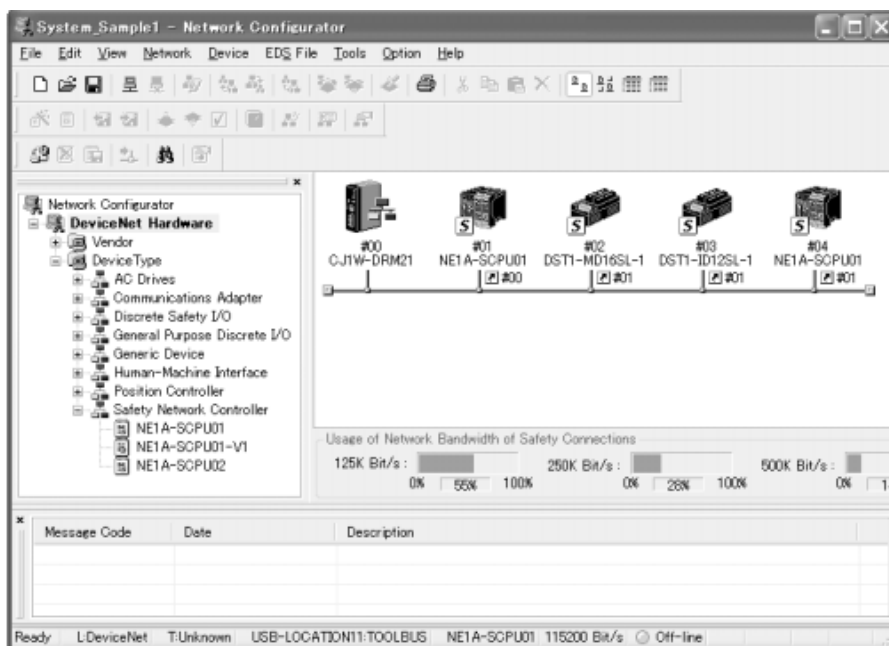 System_Sample1 - Network Configurator
File Edit View Network Device EDS File Tools Option Help
Network Configurator
DeviceNet Hardware
Vendor
DeviceType
AC Drives
Communications Adapter
Discrete Safety I/O
General Purpose Discrete I/O
Generic Device
Human-Machine Interface
Position Controller
Safety Network Controller
NE1A-SCPU01
NE1A-SCPU01-V1
NE1A-SCPU02
#00 #01 #02 #03 #04
CJ1W-DRM21 NE1A-SCPU01 DST1-MD16SL-1 DST1-ID12SL-1 NE1A-SCPU01
#00 #01 #01 #01
Usage of Network Bandwidth of Safety Connections
125K Bit/s : 250K Bit/s : 500K Bit/s :
0% 55% 100% 0% 28% 100% 0%
Message Code Date Description
Ready L:DeviceNet T:Unknown USB-LOCATION11:TOOLBUS NE1A-SCPU01 115200 Bit/s Off-line